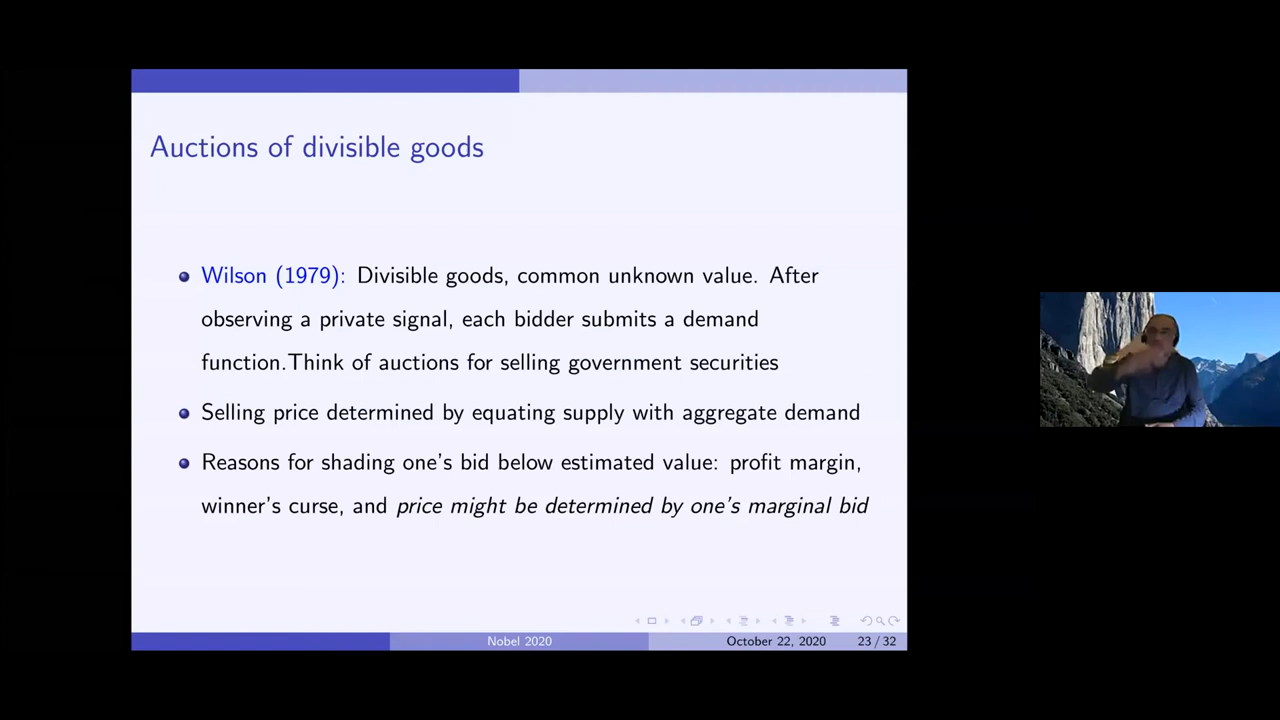 Auctions of divisible goods
Wilson (1979): Divisible goods, common unknown value. After
observing a private signal, each bidder submits a demand
function.Think of auctions for selling government securities
Selling price determined by equating supply with aggregate demand
Reasons for shading one's bid below estimated value: profit margin,
winner's curse, and price might be determined by one's marginal bid
Nobel 2020 October 22, 2020 23 / 32